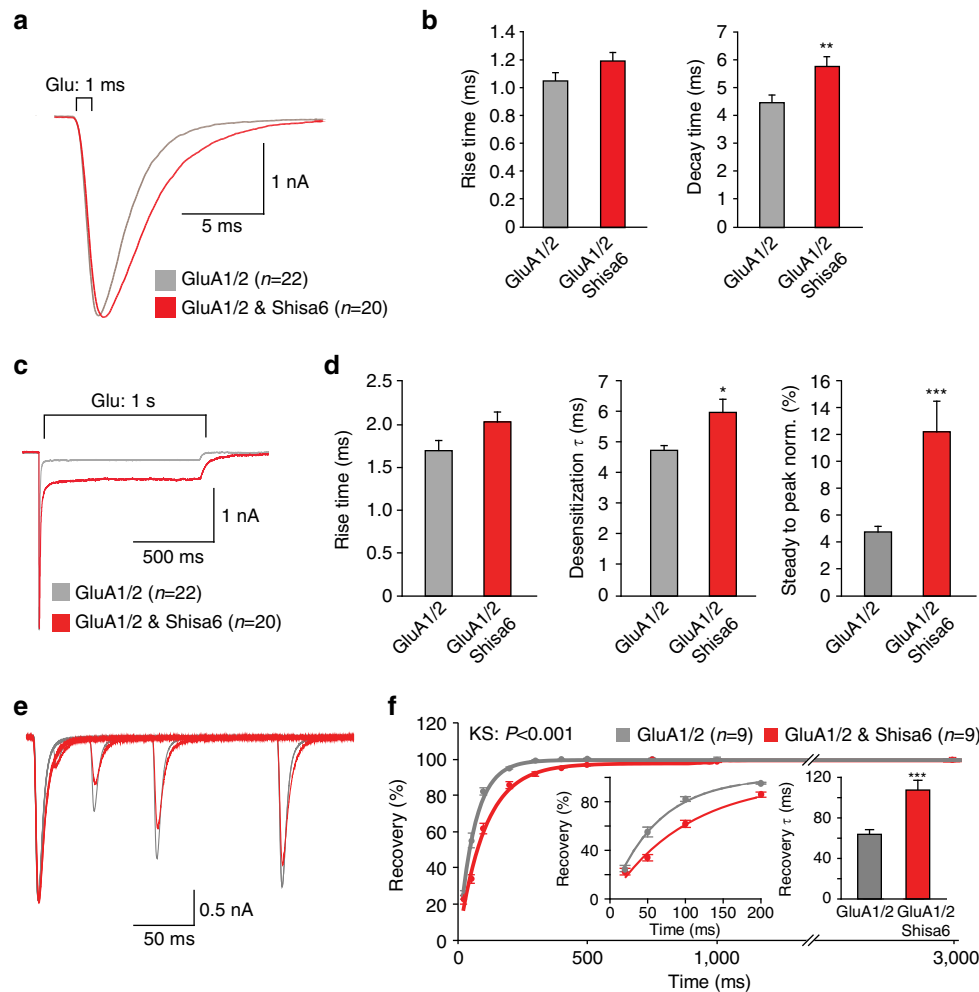 a
Glu: 1 ms
1 nA
5 ms
GluA1/2 (n=22)
GluA1/2 & Shisa6 (n=20)
b
Rise time (ms)
1.4
1.2
1.0
0.8
0.6
0.4
0.2
0
GluA1/2
GluA1/2
Shisa6
Decay time (ms)
7
6
5
4
3
2
1
0
**
GluA1/2
GluA1/2
Shisa6
c
Glu: 1 s
1 nA
500 ms
GluA1/2 (n=22)
GluA1/2 & Shisa6 (n=20)
d
Rise time (ms)
2.5
2.0
1.5
1.0
0.5
0
GluA1/2
GluA1/2
Shisa6
Desensitization τ (ms)
7
6
5
4
3
2
1
0
*
GluA1/2
GluA1/2
Shisa6
Steady to peak norm. (%)
16
14
12
10
8
6
4
2
0
***
GluA1/2
GluA1/2
Shisa6
e
0.5 nA
50 ms
f
KS: P<0.001
GluA1/2 (n=9)
GluA1/2 & Shisa6 (n=9)
Recovery (%)
120
100
80
60
40
20
0
0
500
1,000
3,000
Time (ms)
Recovery (%)
80
40
0
0
50
100
150
200
Time (ms)
Recovery τ (ms)
120
80
40
0
***
GluA1/2
GluA1/2
Shisa6